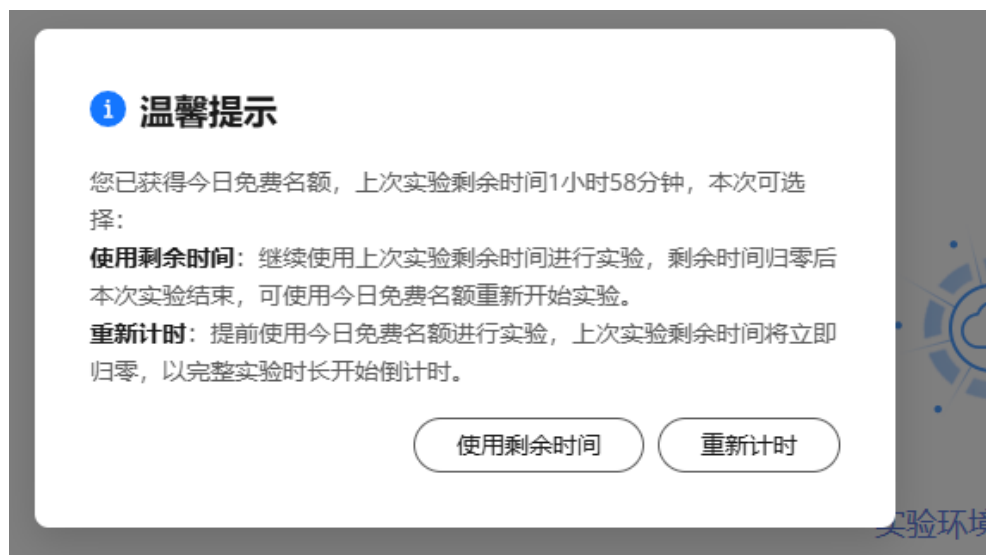 温馨提示
您已获得今日免费名额，上次实验剩余时间1小时58分钟，本次可选
择：
使用剩余时间：继续使用上次实验剩余时间进行实验，剩余时间归零后
本次实验结束，可使用今日免费名额重新开始实验。
重新计时：提前使用今日免费名额进行实验，上次实验剩余时间将立即
归零，以完整实验时长开始倒计时。
使用剩余时间
重新计时
实验环境